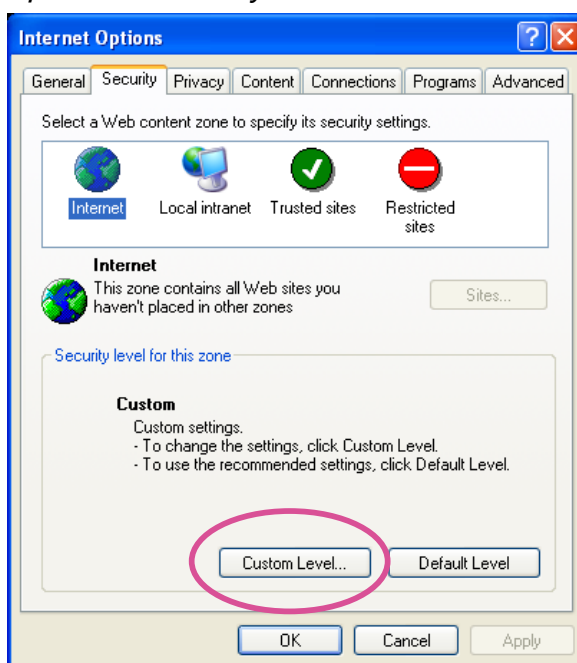 Internet Options
General Security Privacy Content Connections Programs Advanced
Select a Web content zone to specify its security settings.
Internet Local intranet Trusted sites Restricted
sites
Internet
This zone contains all Web sites you
haven't placed in other zones
Sites...
Security level for this zone
Custom
Custom settings.
- To change the settings, click Custom Level.
- To use the recommended settings, click Default Level.
Custom Level... Default Level
OK Cancel Apply